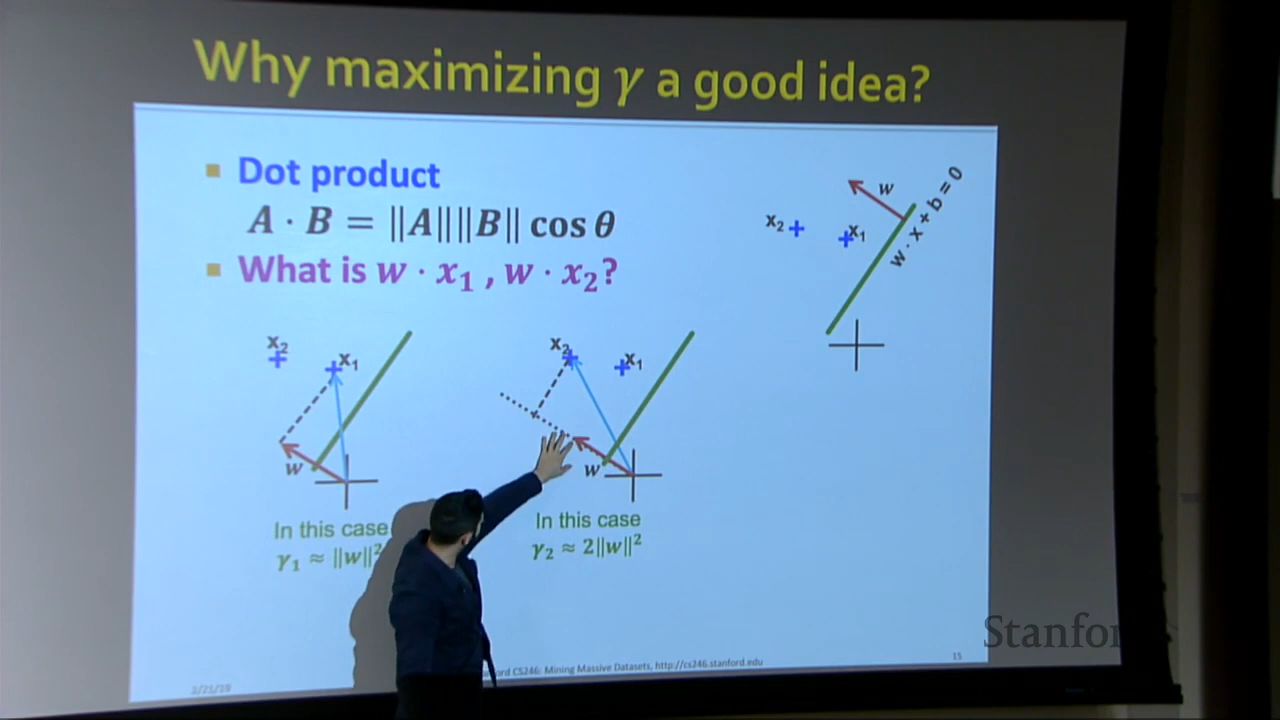 Why maximizing γ a good idea?
Dot product
A · B = ‖A‖‖B‖ cos θ
What is w · x₁ , w · x₂?
w
w · x + b = 0
x₂
x₁
x₂
x₁
w
In this case
γ₁ ≈ ‖w‖²
x₂
x₁
w
In this case
γ₂ ≈ 2‖w‖²
CS246: Mining Massive Datasets, http://cs246.stanford.edu
15
Stanfor